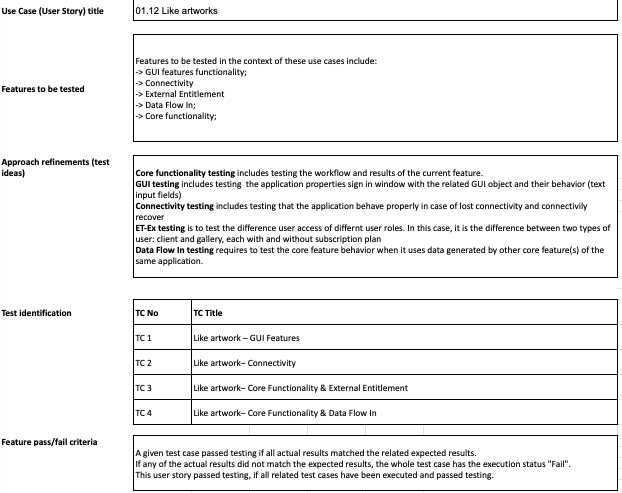 Use Case (User Story) title
01.12 Like artworks
Features to be tested
Features to be tested in the context of these use cases include:
-> GUI features functionality;
-> Connectivity
-> External Entitlement
-> Data Flow In;
-> Core functionality;
Approach refinements (test
ideas)
Core functionality testing includes testing the workflow and results of the current feature.
GUI testing includes testing the application properties sign in window with the related GUI object and their behavior (text
input fields)
Connectivity testing includes testing that the application behave properly in case of lost connectivity and connectivily
recover
ET-Ex testing is to test the difference user access of differnt user roles. In this case, it is the difference between two types of
user: client and gallery, each with and without subscription plan
Data Flow In testing requires to test the core feature behavior when it uses data generated by other core feature(s) of the
same application.
Test identification
TC No TC Title
TC 1 Like artwork – GUI Features
TC 2 Like artwork– Connectivity
TC 3 Like artwork– Core Functionality & External Entitlement
TC 4 Like artwork– Core Functionality & Data Flow In
Feature pass/fail criteria
A given test case passed testing if all actual results matched the related expected results.
If any of the actual results did not match the expected results, the whole test case has the execution status "Fail".
This user story passed testing, if all related test cases have been executed and passed testing.